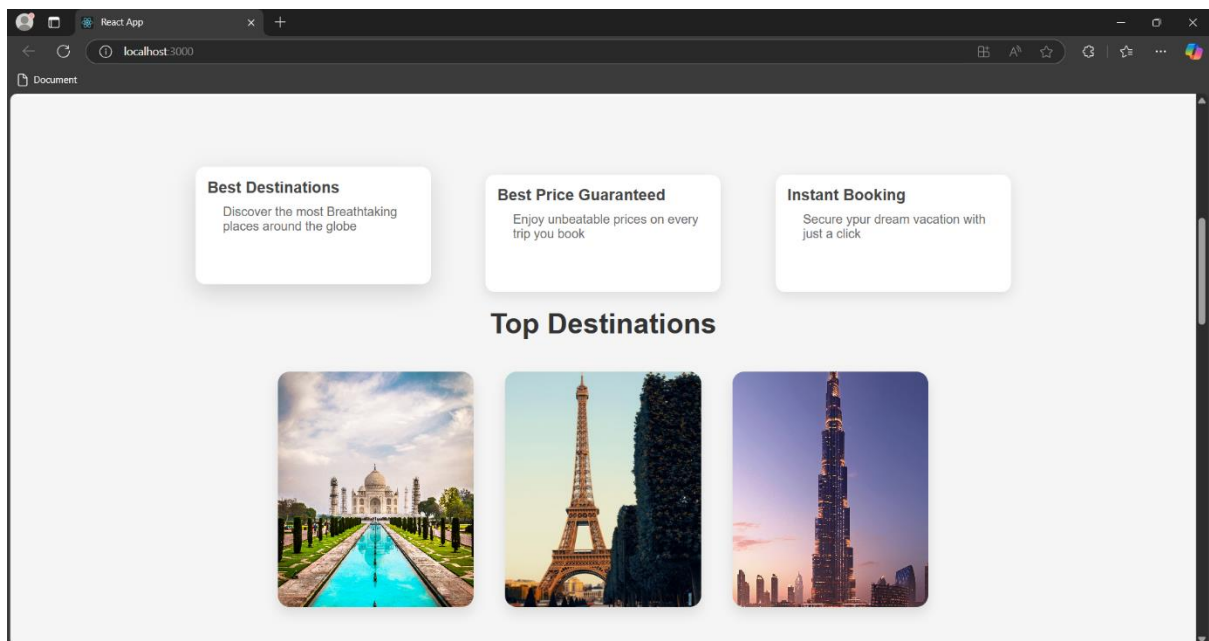 React App
localhost:3000
Document
Best Destinations
Discover the most Breathtaking
places around the globe
Best Price Guaranteed
Enjoy unbeatable prices on every
trip you book
Instant Booking
Secure ypur dream vacation with
just a click
Top Destinations